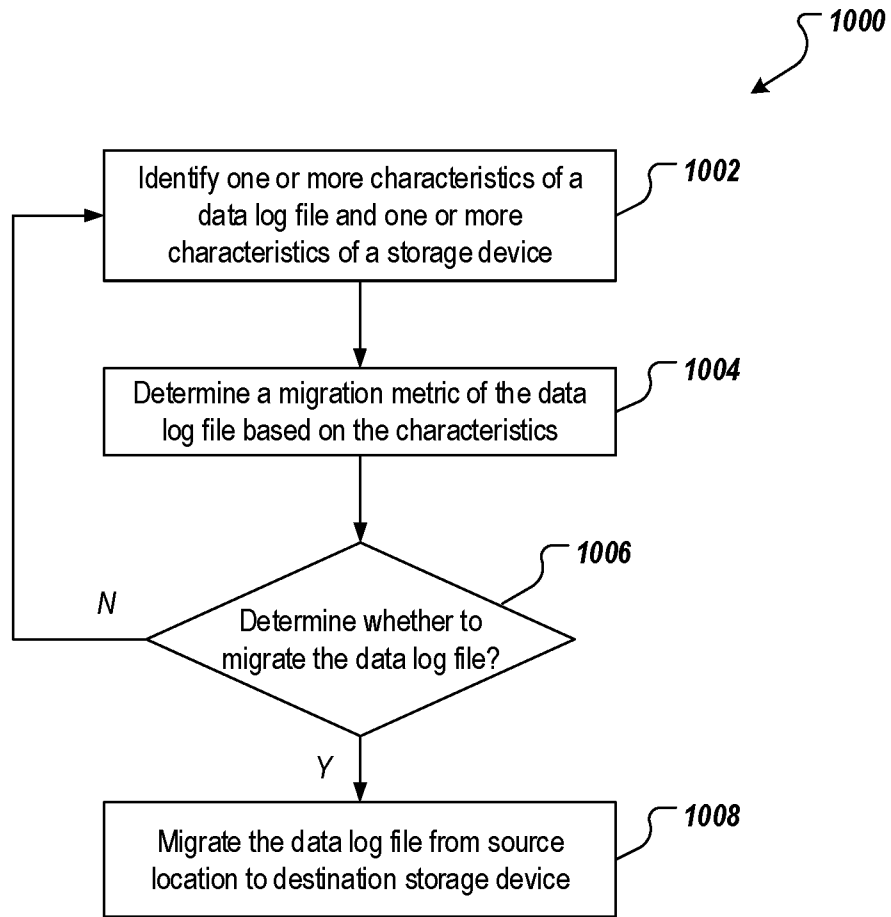 1000
Identify one or more characteristics of a
data log file and one or more
characteristics of a storage device
1002
Determine a migration metric of the data
log file based on the characteristics
1004
Determine whether to
migrate the data log file?
1006
N
Y
Migrate the data log file from source
location to destination storage device
1008